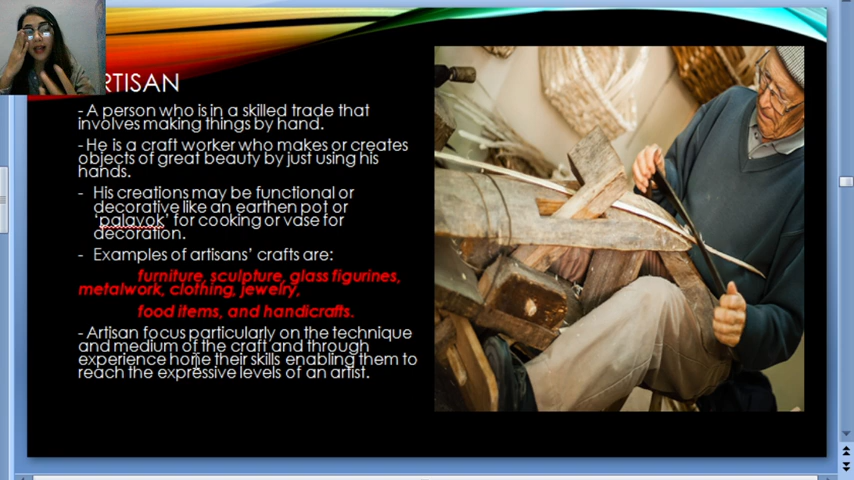 RTISAN
- A person who is in a skilled trade that
involves making things by hand.
- He is a craft worker who makes or creates
objects of great beauty by just using his
hands.
- His creations may be functional or
decorative like an earthen pot or
‘palayok’ for cooking or vase for
decoration.
- Examples of artisans’ crafts are:
furniture, sculpture, glass figurines,
metalwork, clothing, jewelry,
food items, and handicrafts.
- Artisan focus particularly on the technique
and medium of the craft and through
experience hone their skills enabling them to
reach the expressive levels of an artist.